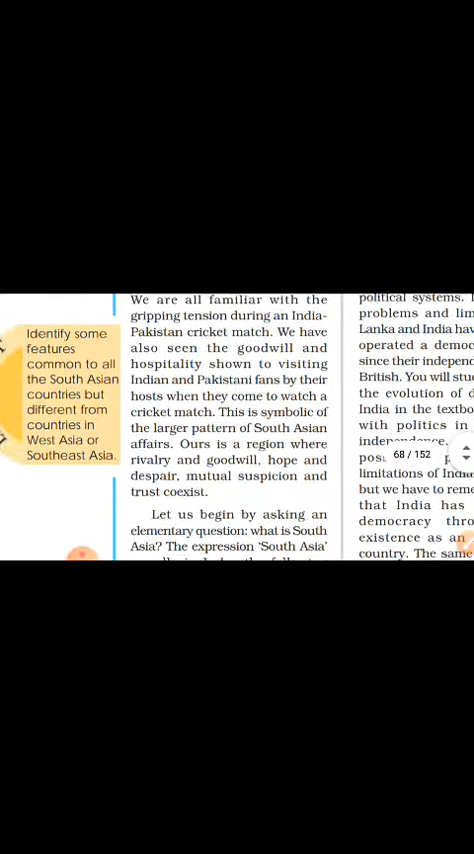 Identify some
features
common to all
the South Asian
countries but
different from
countries in
West Asia or
Southeast Asia.
We are all familiar with the
gripping tension during an India-
Pakistan cricket match. We have
also seen the goodwill and
hospitality shown to visiting
Indian and Pakistani fans by their
hosts when they come to watch a
cricket match. This is symbolic of
the larger pattern of South Asian
affairs. Ours is a region where
rivalry and goodwill, hope and
despair, mutual suspicion and
trust coexist.
Let us begin by asking an
elementary question: what is South
Asia? The expression 'South Asia'
political systems.
problems and lim
Lanka and India hav
operated a democ
since their independ
British. You will stud
the evolution of d
India in the textbo
with politics in
limitations of India
but we have to reme
that India has
democracy thro
existence as an
country. The same
68 / 152